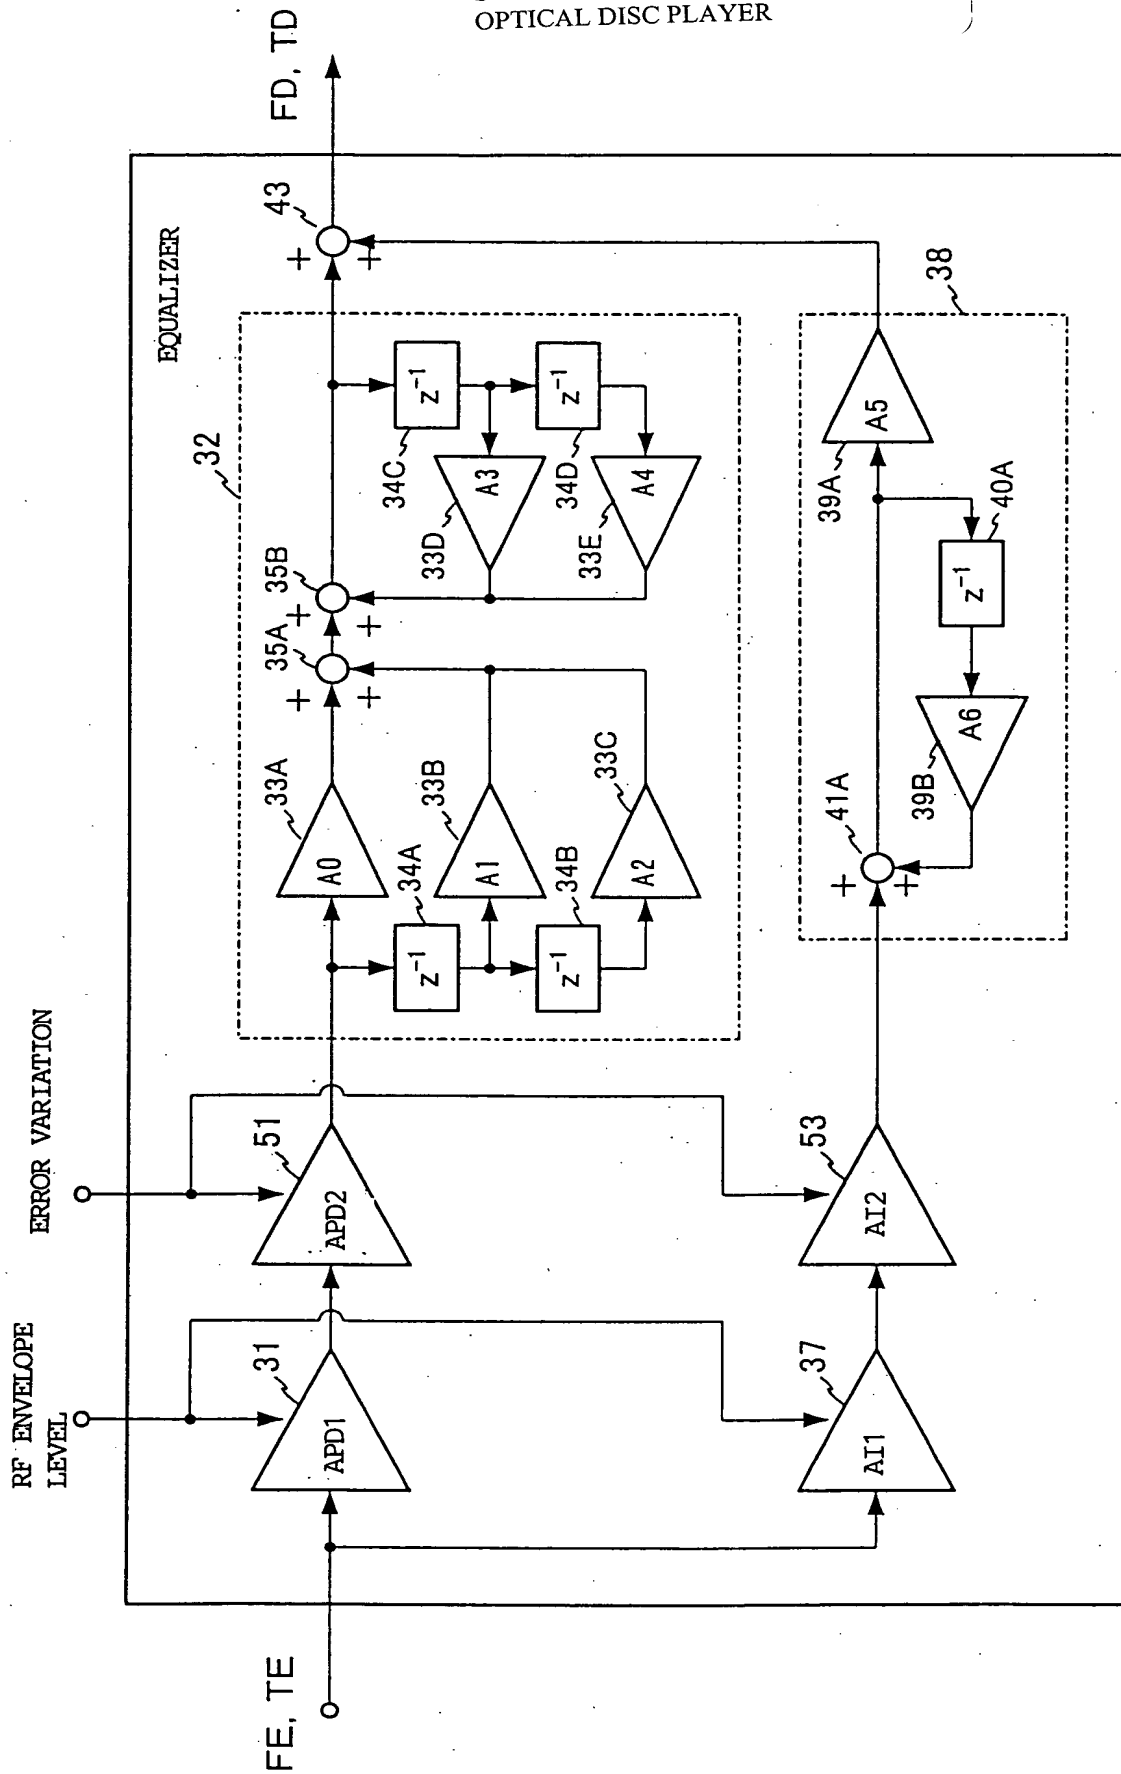 OPTICAL DISC PLAYER
FD, TD
EQUALIZER
43
+
+
32
38
z⁻¹
z⁻¹
34C
34D
A3
A4
33D
33E
A5
39A
40A
z⁻¹
35B
35A
+
+
+
+
33A
33B
33C
A0
A1
A2
34A
34B
z⁻¹
z⁻¹
A6
39B
41A
+
+
ERROR VARIATION
51
APD2
53
AI2
RF ENVELOPE
LEVEL
31
APD1
37
AI1
FE, TE